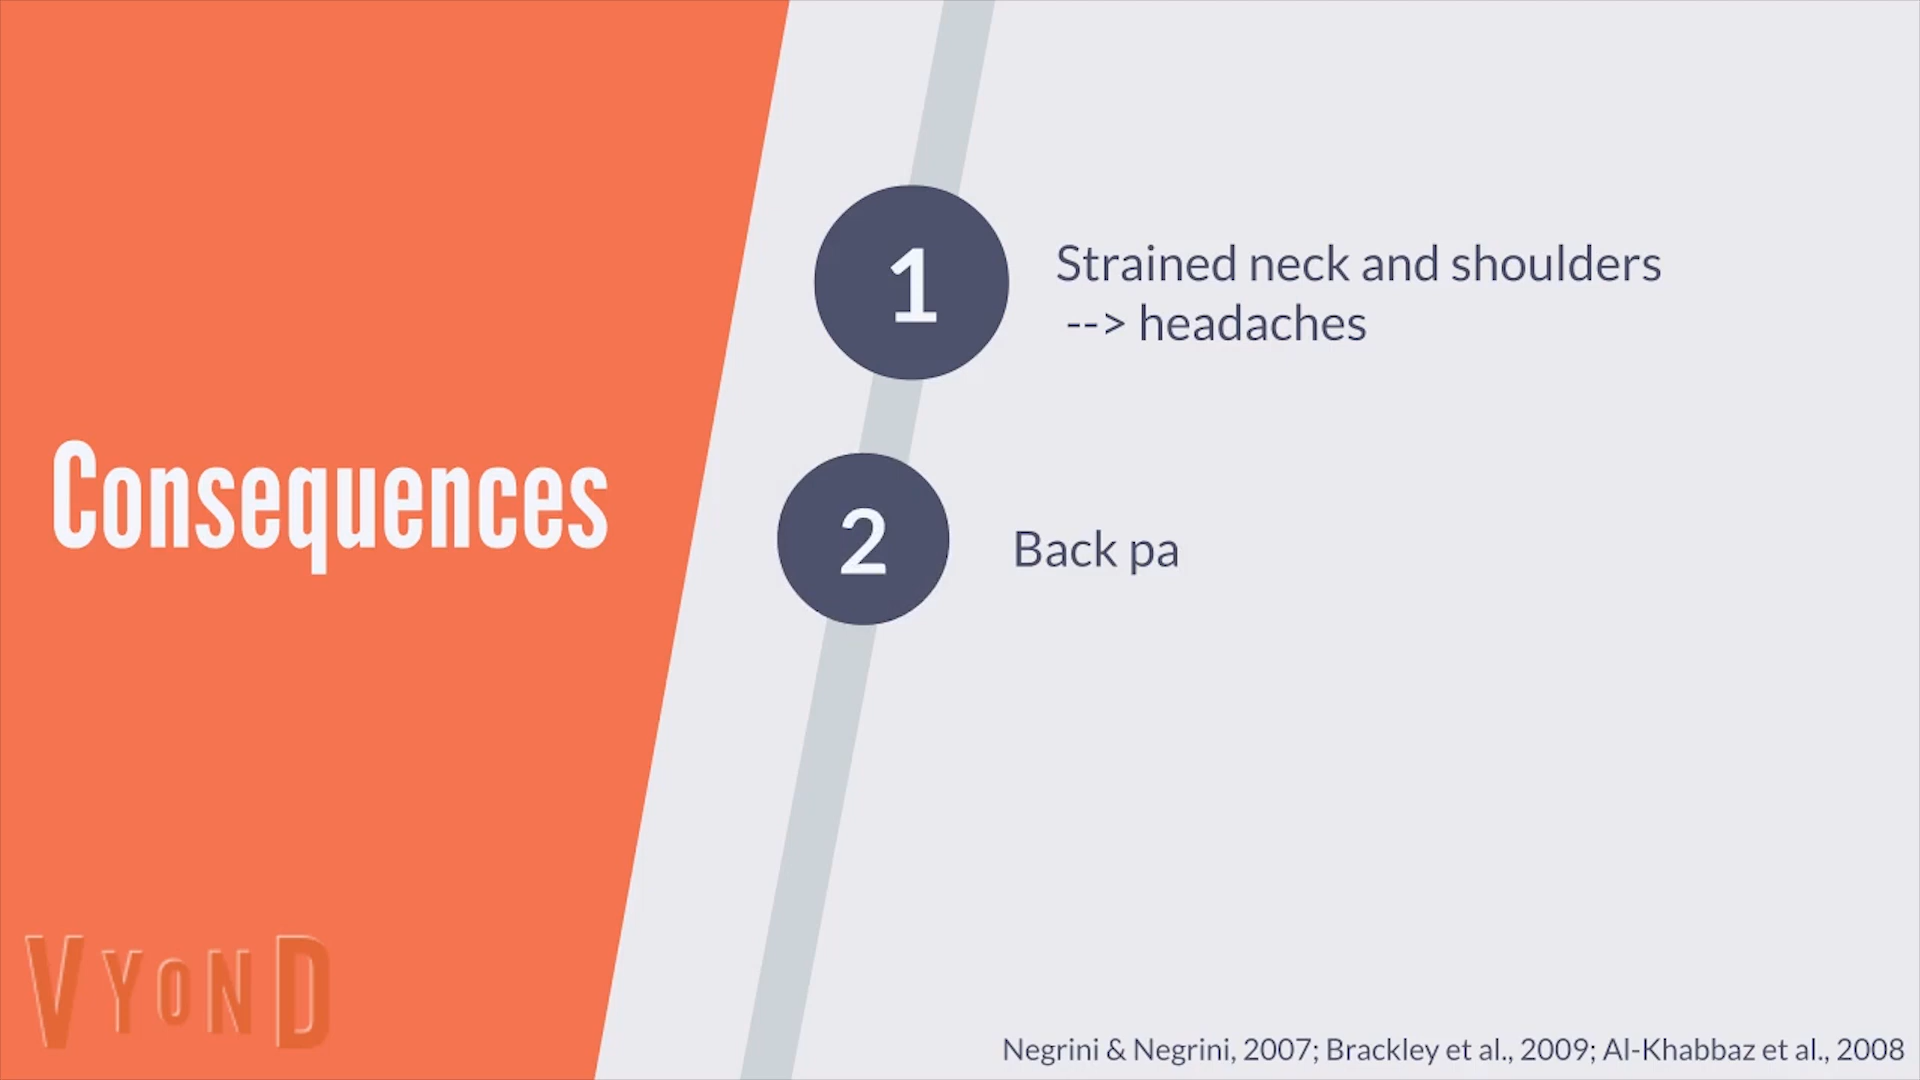 Consequences
1
Strained neck and shoulders
--> headaches
2
Back pa
VYOND
Negrini & Negrini, 2007; Brackley et al., 2009; Al-Khabbaz et al., 2008